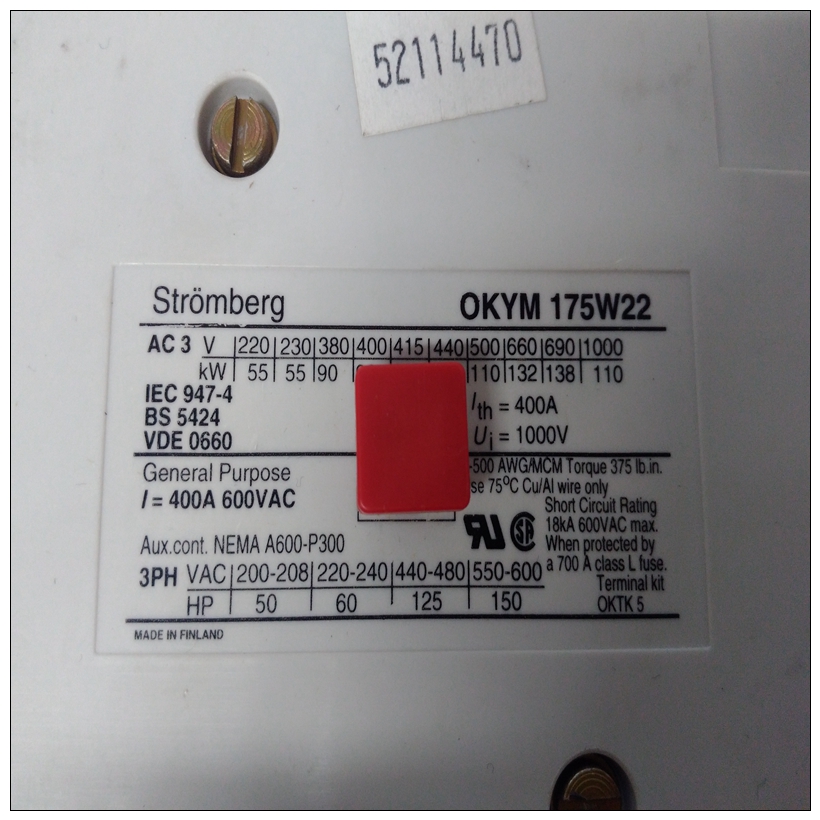 52114470
Strömberg OKYM 175W22
AC 3 V 220 230 380 400 415 440 500 660 690 1000
kW 55 55 90 110 132 138 110
IEC 947-4
BS 5424
VDE 0660
Ith = 400A
Ui = 1000V
General Purpose
I = 400A 600VAC
-500 AWG/MCM Torque 375 lb.in.
75°C Cu/Al wire only
Short Circuit Rating
18kA 600VAC max.
When protected by
a 700 A class L fuse.
Terminal kit
OKTK 5
Aux.cont. NEMA A600-P300
3PH VAC 200-208 220-240 440-480 550-600
HP 50 60 125 150
MADE IN FINLAND